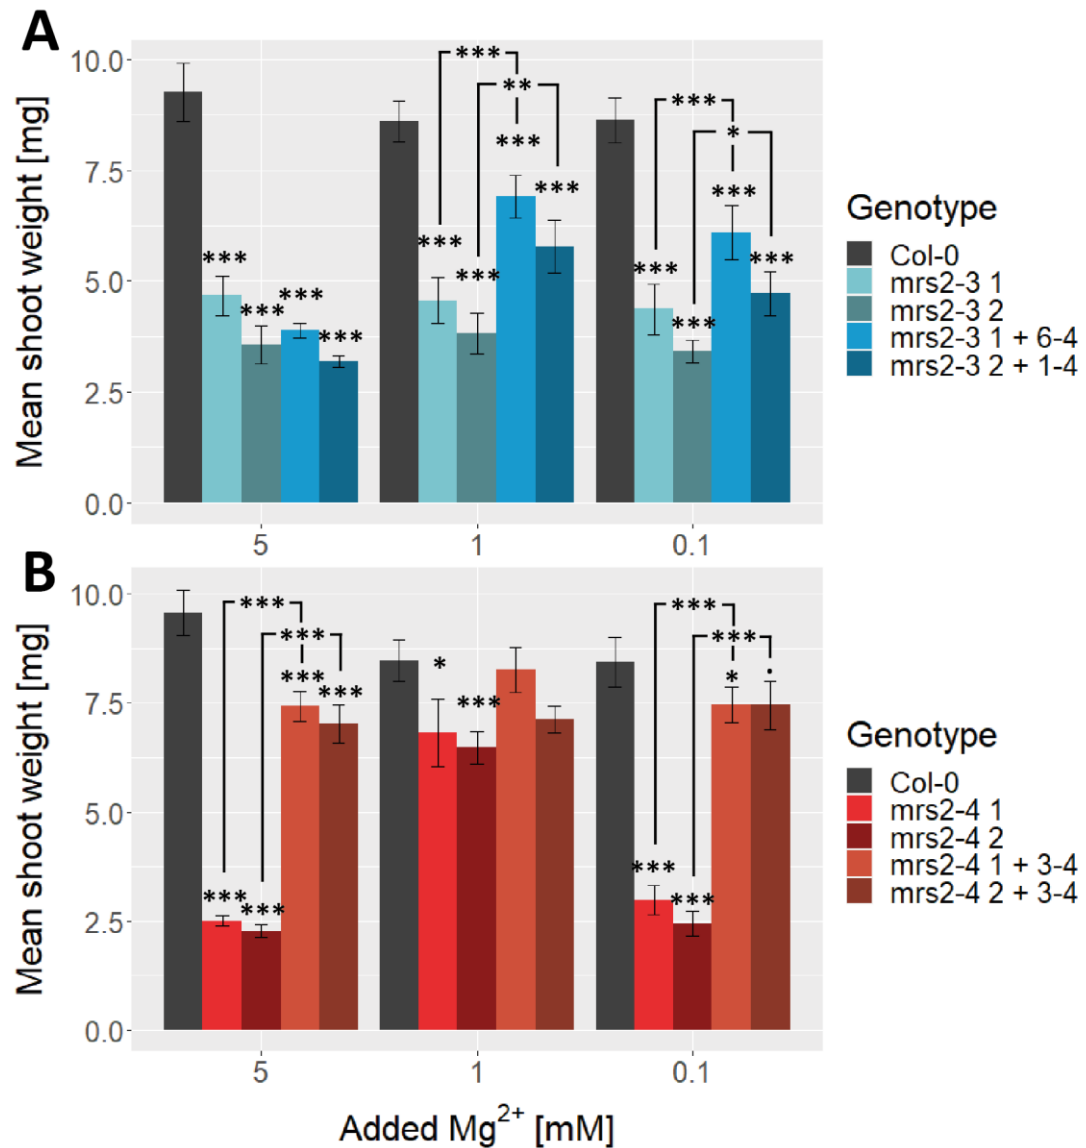 A
Mean shoot weight [mg]
10.0
7.5
5.0
2.5
0.0
*** *** *** ***
*** ** *** *** *** ***
*** * *** *** *** ***
5 1 0.1
Genotype
Col-0
mrs2-3 1
mrs2-3 2
mrs2-3 1 + 6-4
mrs2-3 2 + 1-4
B
Mean shoot weight [mg]
10.0
7.5
5.0
2.5
0.0
*** *** *** *** *** ***
* ***
*** *** * . *** ***
5 1 0.1
Genotype
Col-0
mrs2-4 1
mrs2-4 2
mrs2-4 1 + 3-4
mrs2-4 2 + 3-4
Added Mg²⁺ [mM]